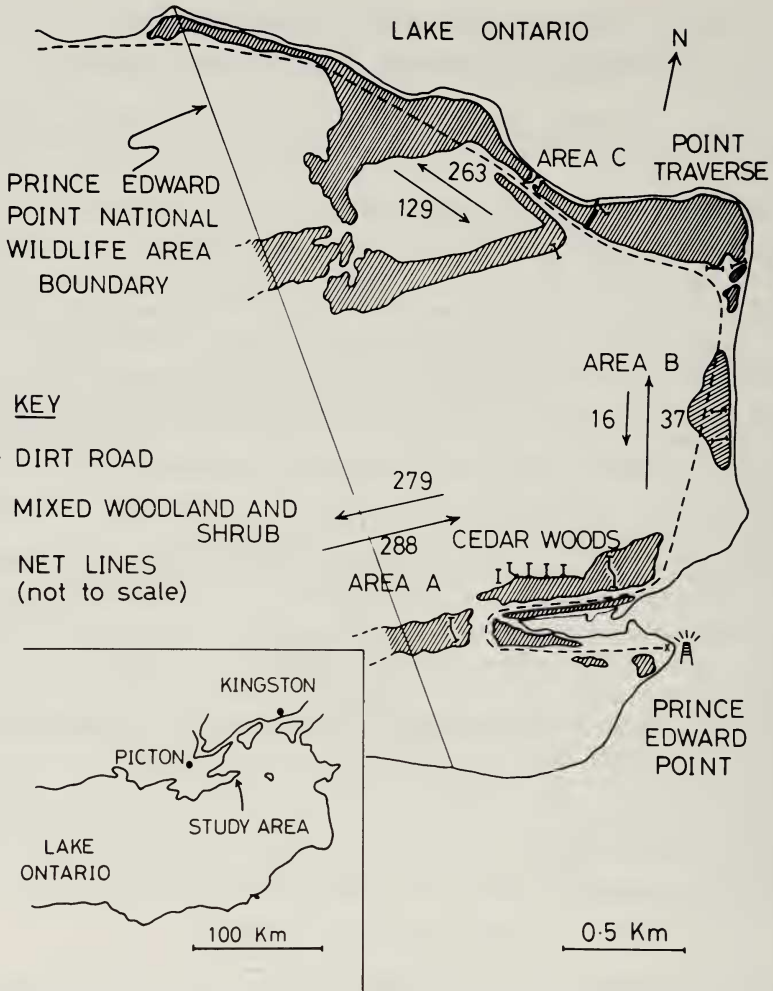 LAKE ONTARIO
N
AREA C
POINT
TRAVERSE
263
129
PRINCE EDWARD
POINT NATIONAL
WILDLIFE AREA
BOUNDARY
AREA B
16
37
KEY
DIRT ROAD
MIXED WOODLAND AND
SHRUB
NET LINES
(not to scale)
279
288
CEDAR WOODS
AREA A
PRINCE
EDWARD
POINT
KINGSTON
PICTON
STUDY AREA
LAKE
ONTARIO
100 Km
0·5 Km